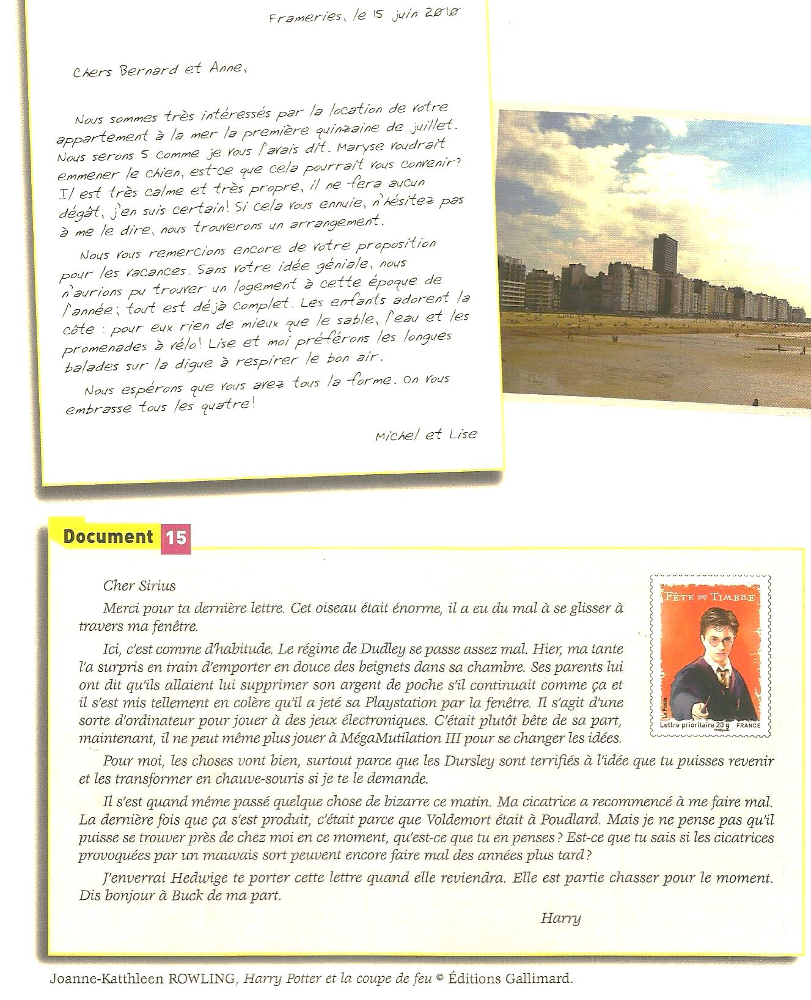 Frameries, le 15 juin 2010
Chers Bernard et Anne,
Nous sommes très intéressés par la location de votre
appartement à la mer la première quinzaine de juillet.
Nous serons 5 comme je vous l'avais dit. Maryse voudrait
emmener le chien, est-ce que cela pourrait vous convenir?
Il est très calme et très propre, il ne fera aucun
dégât, j'en suis certain! Si cela vous ennuie, n'hésitez pas
à me le dire, nous trouverons un arrangement.
Nous vous remercions encore de votre proposition
pour les vacances. Sans votre idée géniale, nous
n'aurions pu trouver un logement à cette époque de
l'année; tout est déjà complet. Les enfants adorent la
côte : pour eux rien de mieux que le sable, l'eau et les
promenades à vélo! Lise et moi préférons les longues
balades sur la digue à respirer le bon air.
Nous espérons que vous avez tous la forme. On vous
embrasse tous les quatre!
Michel et Lise
Document 15
Cher Sirius
Merci pour ta dernière lettre. Cet oiseau était énorme, il a eu du mal à se glisser à
travers ma fenêtre.
Ici, c'est comme d'habitude. Le régime de Dudley se passe assez mal. Hier, ma tante
l'a surpris en train d'emporter en douce des beignets dans sa chambre. Ses parents lui
ont dit qu'ils allaient lui supprimer son argent de poche s'il continuait comme ça et
il s'est mis tellement en colère qu'il a jeté sa Playstation par la fenêtre. Il s'agit d'une
sorte d'ordinateur pour jouer à des jeux électroniques. C'était plutôt bête de sa part,
maintenant, il ne peut même plus jouer à MégaMutilation III pour se changer les idées.
Pour moi, les choses vont bien, surtout parce que les Dursley sont terrifiés à l'idée que tu puisses revenir
et les transformer en chauve-souris si je te le demande.
Il s'est quand même passé quelque chose de bizarre ce matin. Ma cicatrice a recommencé à me faire mal.
La dernière fois que ça s'est produit, c'était parce que Voldemort était à Poudlard. Mais je ne pense pas qu'il
puisse se trouver près de chez moi en ce moment, qu'est-ce que tu en penses ? Est-ce que tu sais si les cicatrices
provoquées par un mauvais sort peuvent encore faire mal des années plus tard ?
J'enverrai Hedwige te porter cette lettre quand elle reviendra. Elle est partie chasser pour le moment.
Dis bonjour à Buck de ma part.
Harry
FÊTE DU TIMBRE
La Poste
Lettre prioritaire 20 g FRANCE
Phil@poste
Joanne-Katthleen ROWLING, Harry Potter et la coupe de feu © Éditions Gallimard.